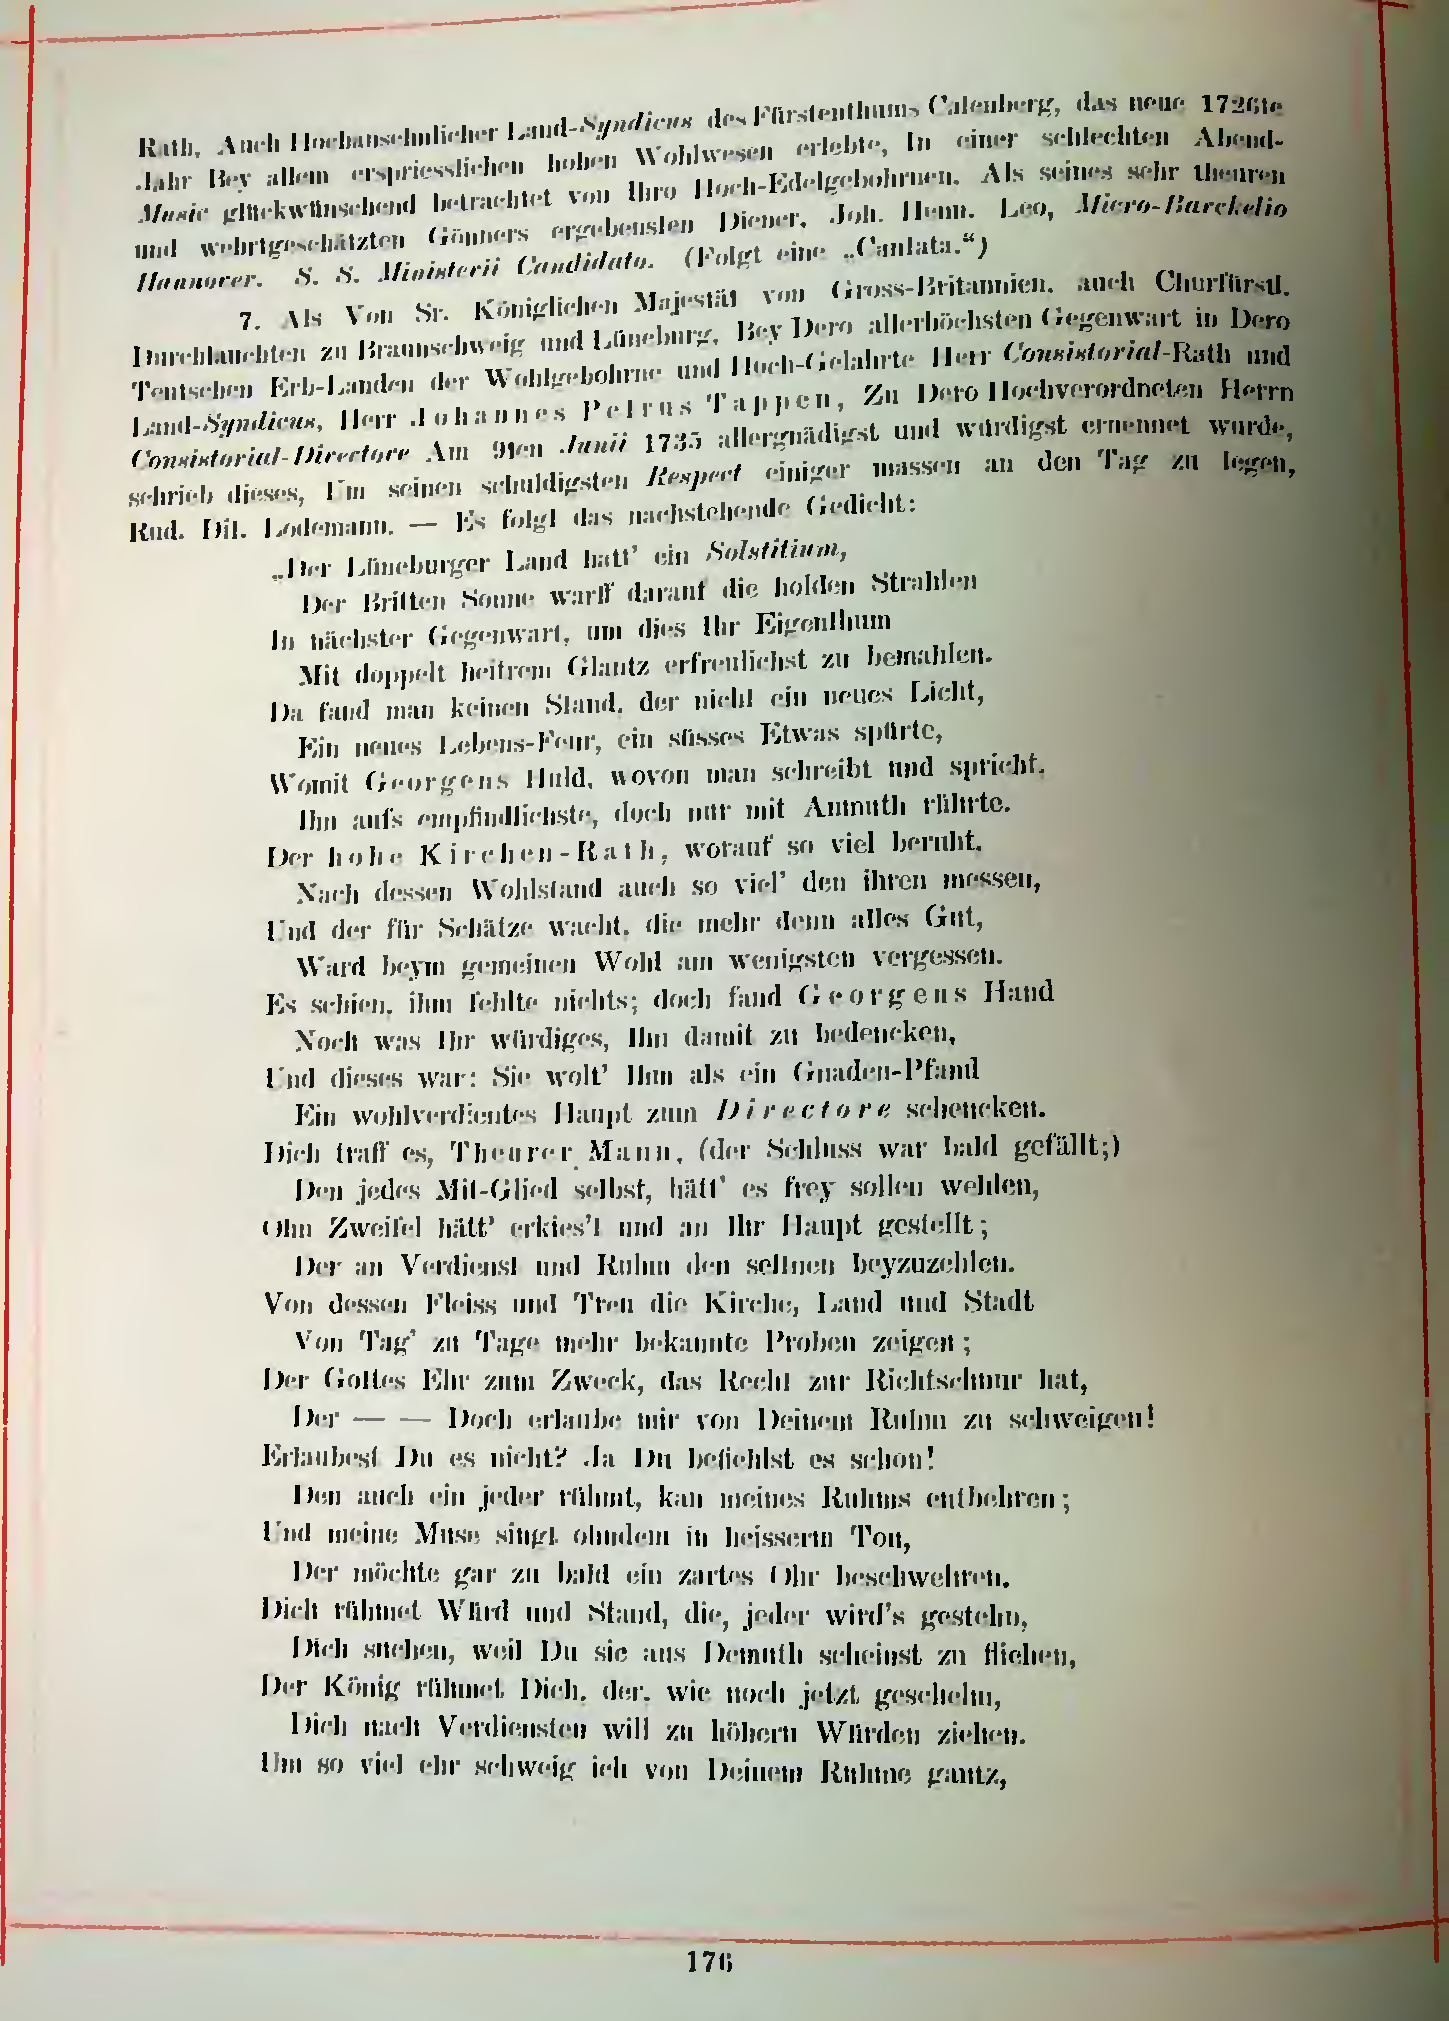 Rath, Auch Hochansehnlicher Land-Syndicus des Fürstenthums Calenberg, das neue 1726te
Jahr Bey allem erspriesslichen hohen Wohlwesen erlebte, In einer schlechten Abend-
Music glückwünschend betrachtet von Ihro Hoch-Edelgebohrnen, Als seines sehr theuren
und wehrtgeschätzten Gönners ergebensten Diener, Joh. Henn. Leo, Micro-Barckelio
Hannover. S. S. Ministerii Candidato. (Folgt eine „Cantata.“)
7. Als Von Sr. Königlichen Majestät von Gross-Britannien, auch Churfürstl.
Durchlauchten zu Braunschweig und Lüneburg, Bey Dero allerhöchsten Gegenwart in Dero
Teutschen Erb-Landen der Wohlgebohrne und Hoch-Gelahrte Herr Consistorial-Rath und
Land-Syndicus, Herr Johannes Petrus Tappen, Zu Dero Hochverordneten Herrn
Consistorial-Directore Am 9ten Junii 1735 allergnädigst und würdigst ernennet wurde,
schrieb dieses, Um seinen schuldigsten Respect einiger massen an den Tag zu legen,
Rud. Dit. Lodemann. — Es folgt das nachstehende Gedicht:
„Der Lüneburger Land hatt’ ein Solstitium,
Der Britten Sonne warff darauf die holden Strahlen
In nächster Gegenwart, um dies Ihr Eigenthum
Mit doppelt heitrem Glantz erfreulichst zu bemahlen.
Da fand man keinen Stand, der nicht ein neues Licht,
Ein neues Lebens-Feur, ein süsses Etwas spürte,
Womit Georgens Huld, wovon man schreibt und spricht,
Ihn aufs empfindlichste, doch nur mit Anmuth rührte.
Der hohe Kirchen-Rath, worauf so viel beruht,
Nach dessen Wohlstand auch so viel’ den ihren messen,
Und der für Schätze wacht, die mehr denn alles Gut,
Ward beym gemeinen Wohl am wenigsten vergessen.
Es schien, ihm fehlte nichts; doch fand Georgens Hand
Noch was Ihr würdiges, Ihn damit zu bedencken,
Und dieses war: Sie wolt’ Ihm als ein Gnaden-Pfand
Ein wohlverdientes Haupt zum Directore schencken.
Dich traff es, Theurer Mann, (der Schluss war bald gefällt;)
Den jedes Mit-Glied selbst, hätt’ es frey sollen wehlen,
Ohn Zweifel hätt’ erkies’t und an Ihr Haupt gestellt;
Der an Verdienst und Ruhm den seltnen beyzuzehlen.
Von dessen Fleiss und Treu die Kirche, Land und Stadt
Von Tag’ zu Tage mehr bekannte Proben zeigen;
Der Gottes Ehr zum Zweck, das Recht zur Richtschnur hat,
Der — — Doch erlaube mir von Deinem Ruhm zu schweigen!
Erlaubest Du es nicht? Ja Du befiehlst es schon!
Den auch ein jeder rühmt, kan meines Ruhms entbehren;
Und meine Muse singt ohndem in heisserm Ton,
Der möchte gar zu bald ein zartes Ohr beschwehren.
Dich rühmet Würd und Stand, die, jeder wird’s gestehn,
Dich suchen, weil Du sie aus Demuth scheinst zu fliehen,
Der König rühmet Dich, der, wie noch jetzt geschehn,
Dich nach Verdiensten will zu höhern Würden ziehen.
Um so viel ehr schweig ich von Deinem Ruhme gantz,
176